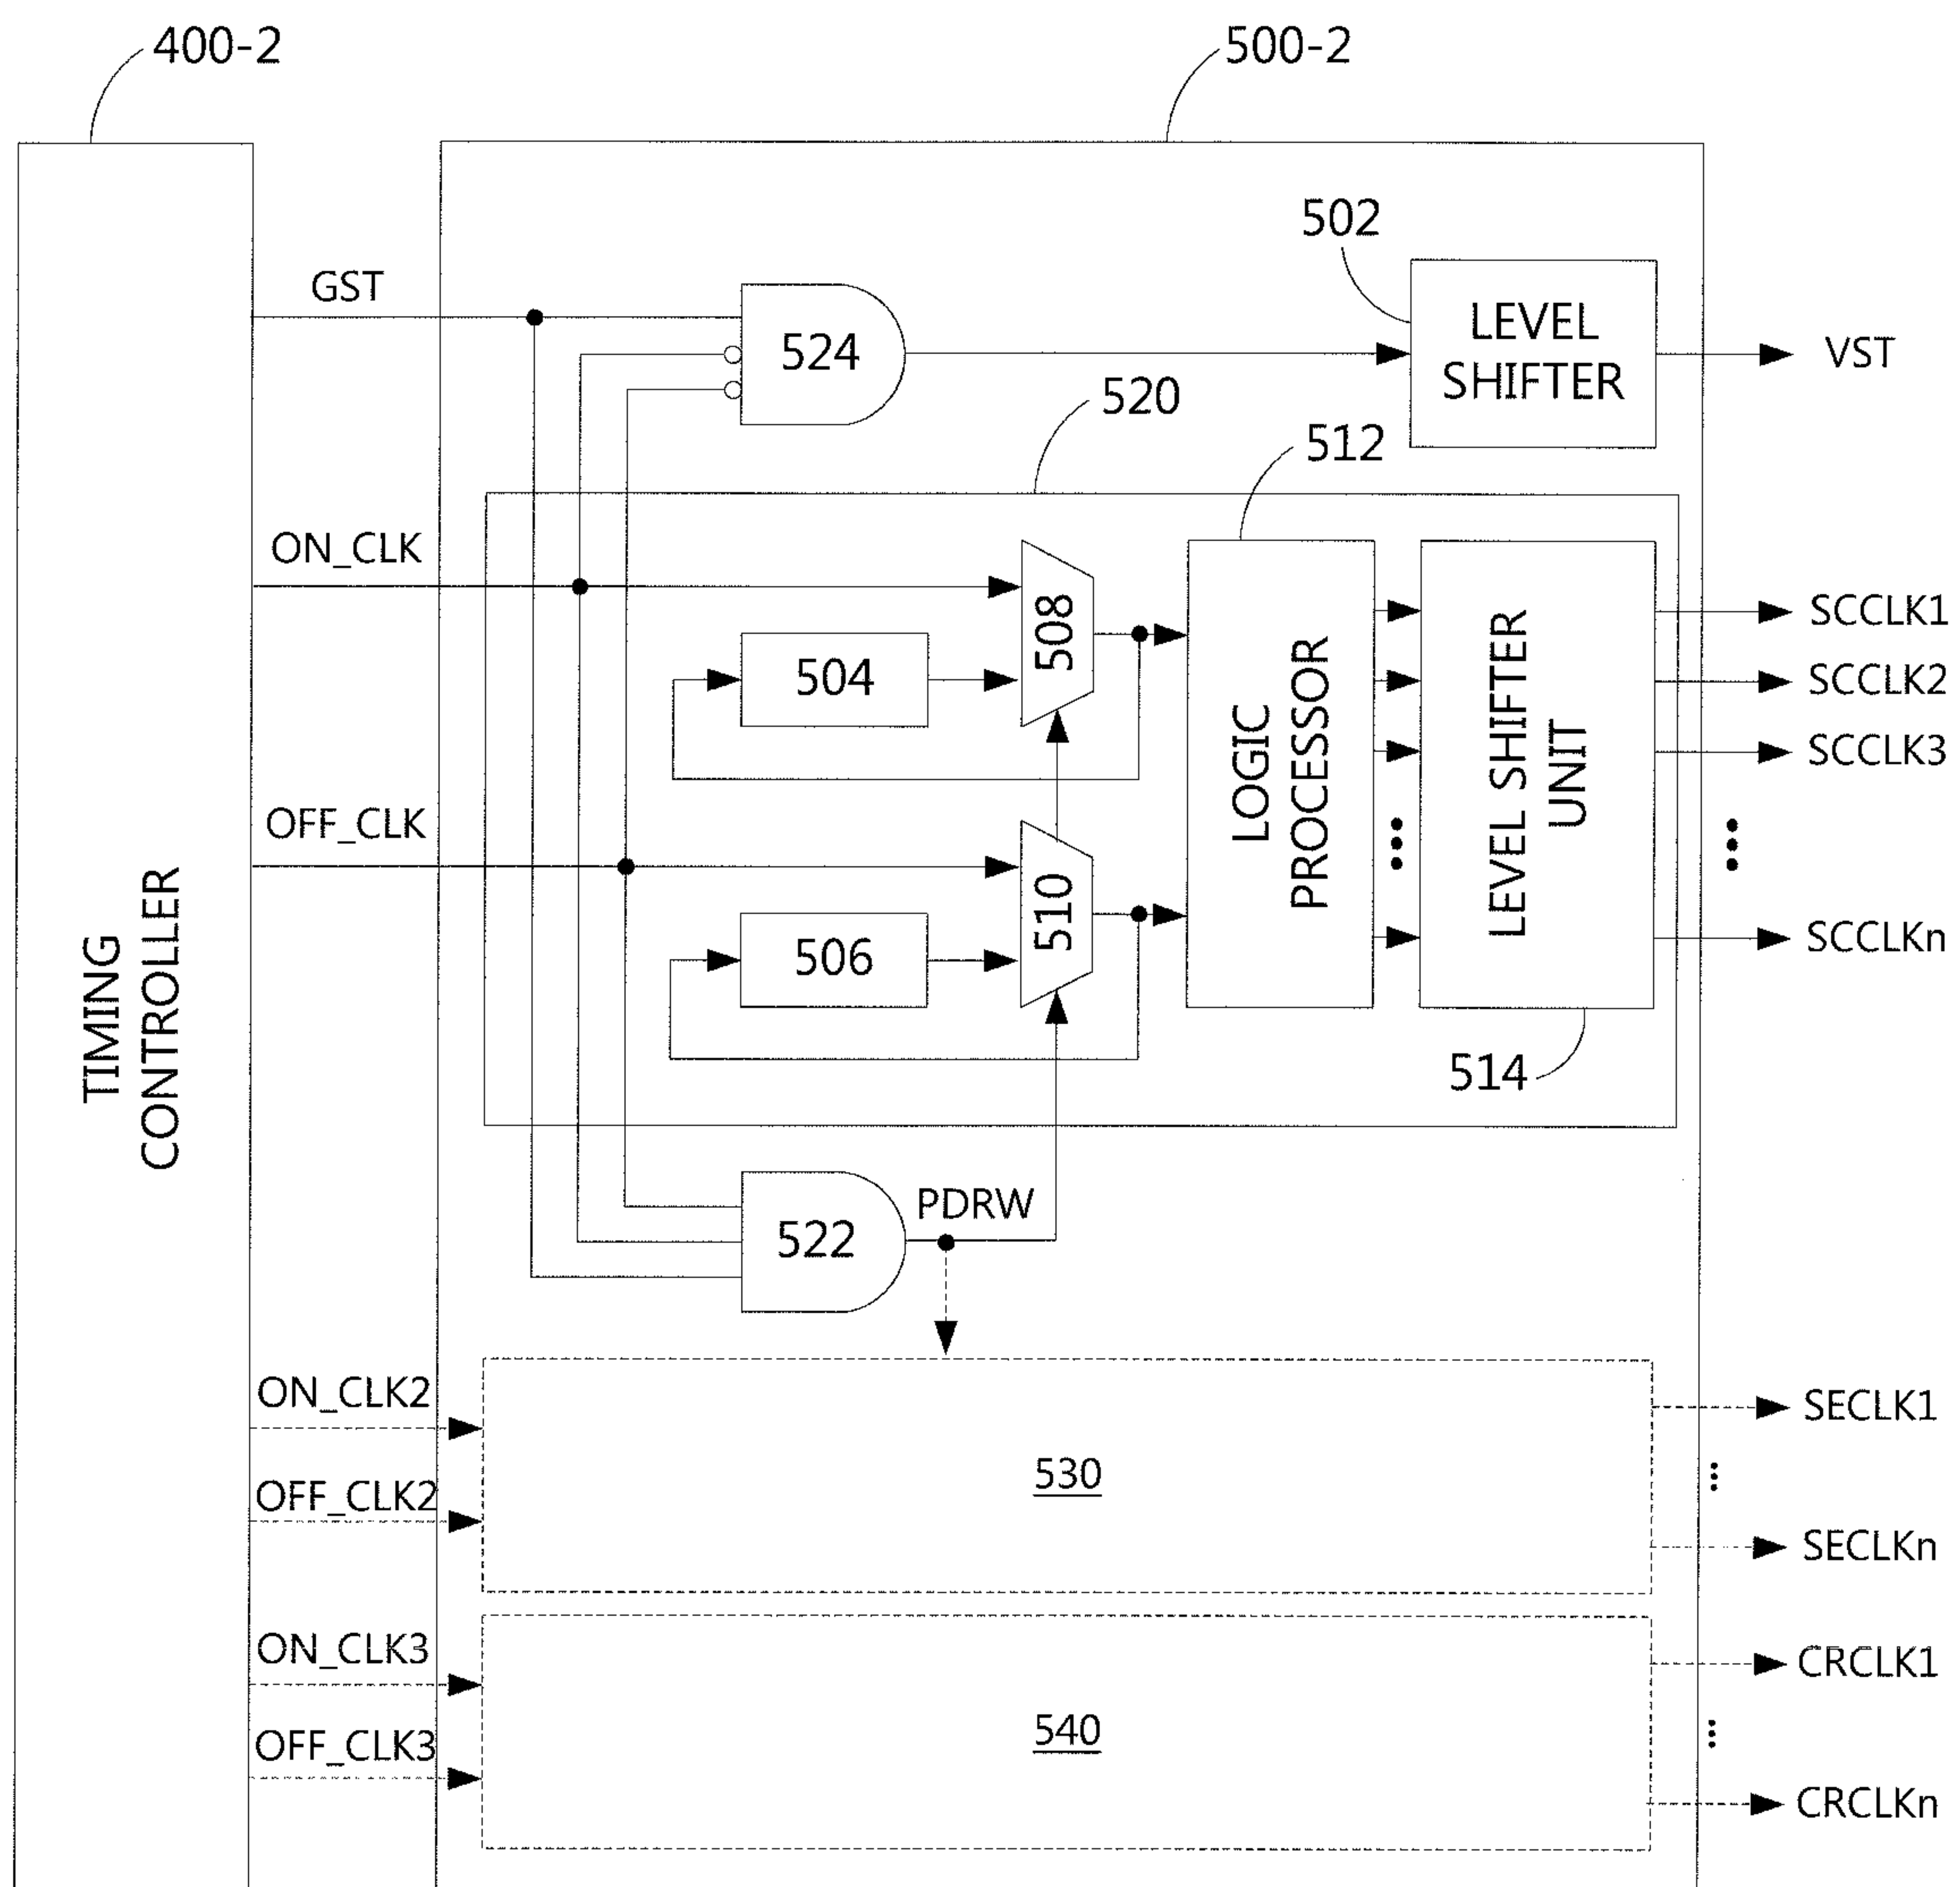 400-2
500-2
502
GST
LEVEL
SHIFTER
VST
524
520
512
ON_CLK
508
SCCLK1
504
SCCLK2
LOGIC
PROCESSOR
LEVEL SHIFTER
UNIT
SCCLK3
OFF_CLK
510
506
SCCLKn
TIMING
CONTROLLER
514
PDRW
522
ON_CLK2
SECLK1
530
OFF_CLK2
SECLKn
ON_CLK3
CRCLK1
540
OFF_CLK3
CRCLKn